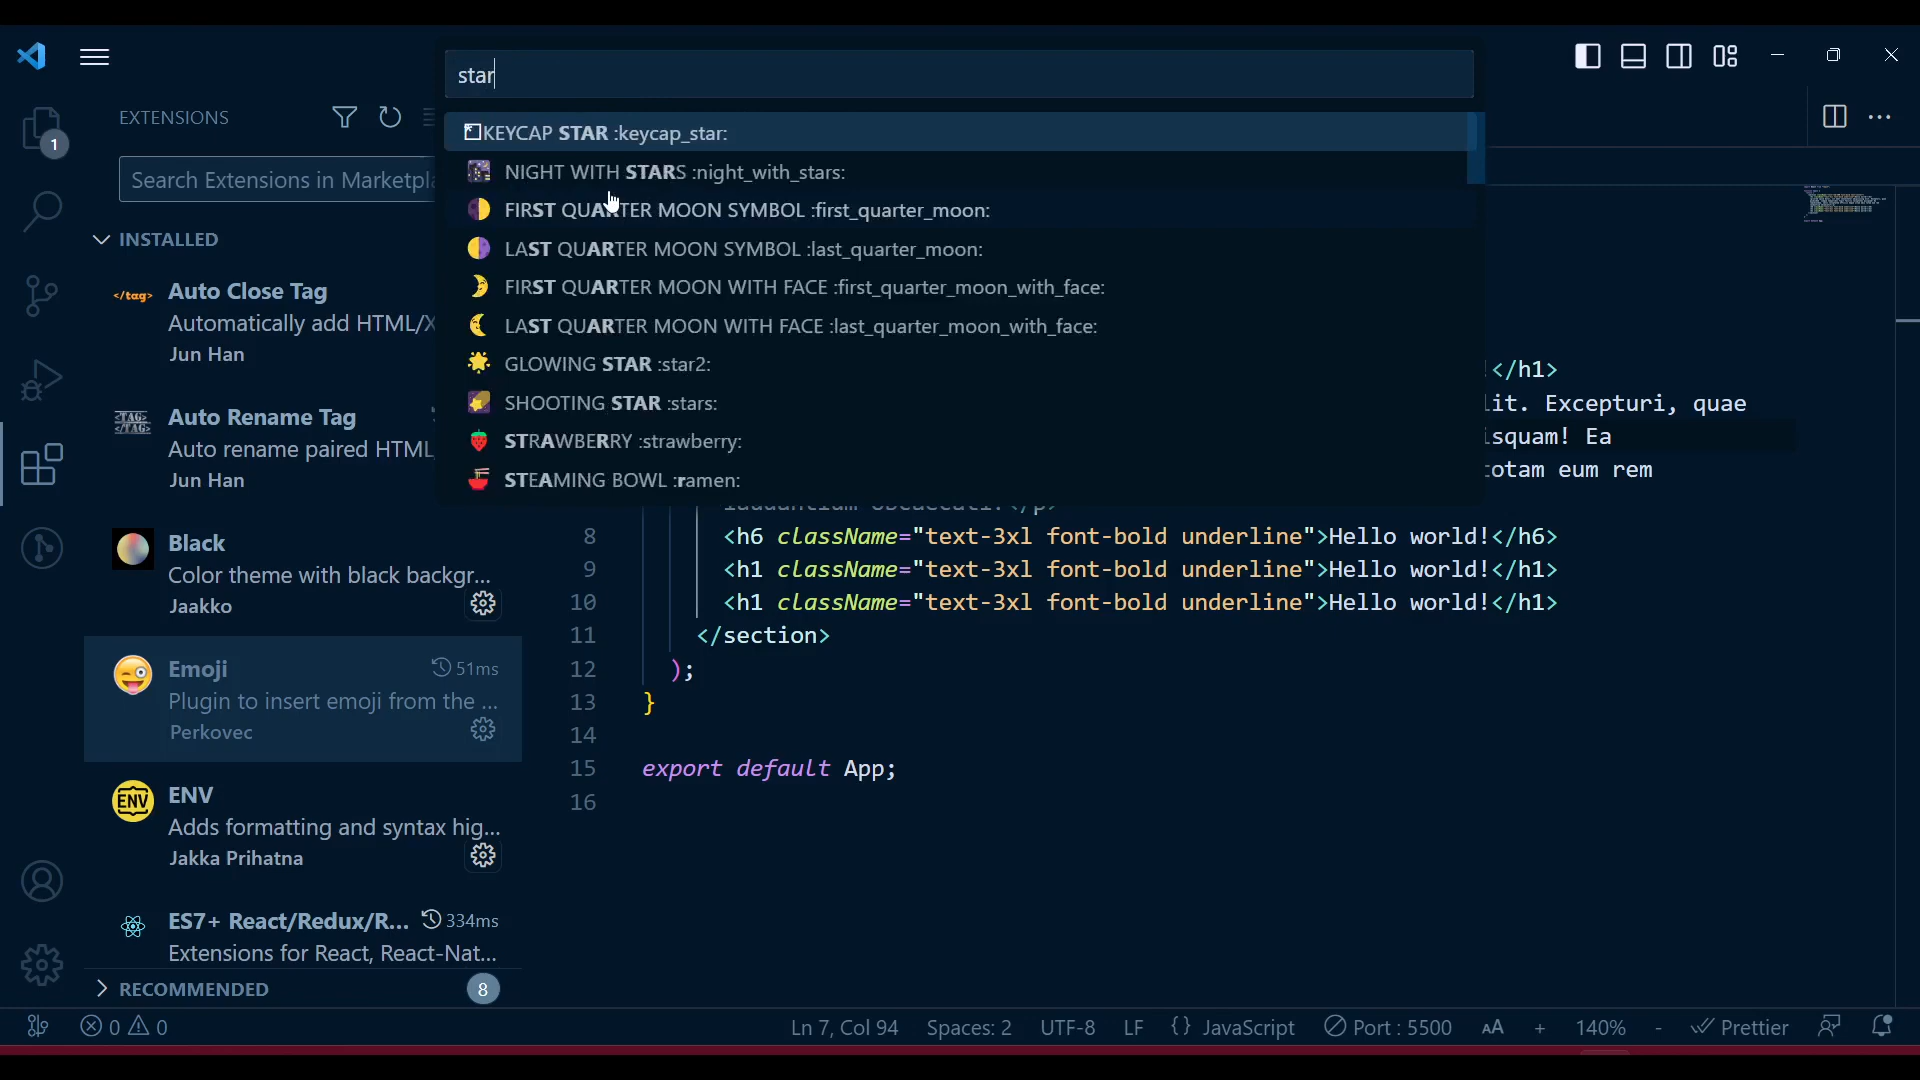 star
KEYCAP STAR :keycap_star:
NIGHT WITH STARS :night_with_stars:
FIRST QUARTER MOON SYMBOL :first_quarter_moon:
LAST QUARTER MOON SYMBOL :last_quarter_moon:
FIRST QUARTER MOON WITH FACE :first_quarter_moon_with_face:
LAST QUARTER MOON WITH FACE :last_quarter_moon_with_face:
GLOWING STAR :star2:
SHOOTING STAR :stars:
STRAWBERRY :strawberry:
STEAMING BOWL :ramen:
1
EXTENSIONS
Search Extensions in Marketpl
INSTALLED
</tag> Auto Close Tag
Automatically add HTML/X
Jun Han
<TAG> Auto Rename Tag
Auto rename paired HTML
Jun Han
Black
Color theme with black backgr...
Jaakko
Emoji 51ms
Plugin to insert emoji from the ...
Perkovec
ENV ENV
Adds formatting and syntax hig...
Jakka Prihatna
ES7+ React/Redux/R... 334ms
Extensions for React, React-Nat...
RECOMMENDED 8
</h1>
it. Excepturi, quae
squam! Ea
otam eum rem
8 <h6 className="text-3xl font-bold underline">Hello world!</h6>
9 <h1 className="text-3xl font-bold underline">Hello world!</h1>
10 <h1 className="text-3xl font-bold underline">Hello world!</h1>
11 </section>
12 );
13 }
14
15 export default App;
16
0 0 Ln 7, Col 94 Spaces: 2 UTF-8 LF {} JavaScript Port : 5500 AA + 140% - Prettier